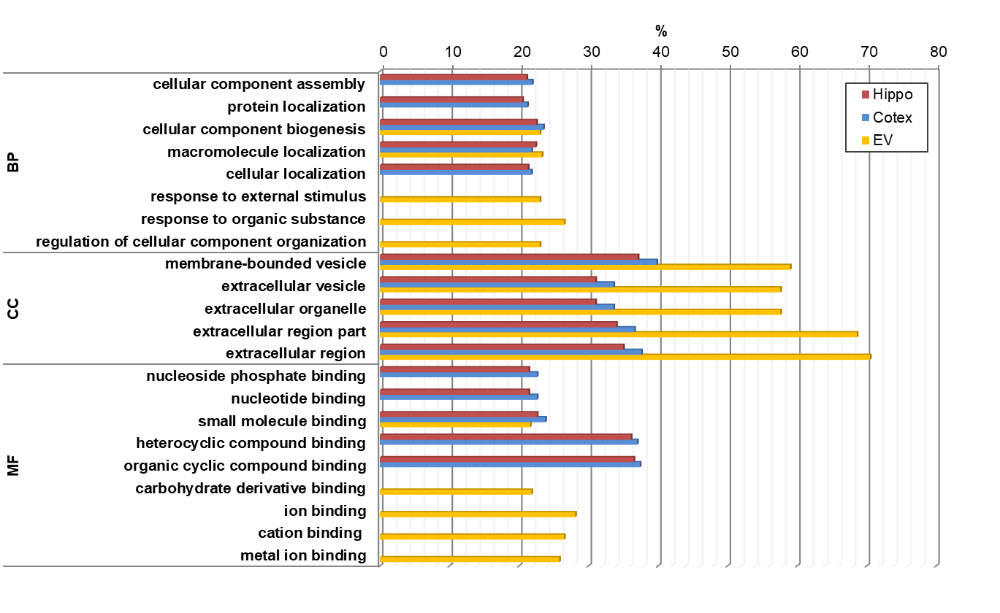 %
0 10 20 30 40 50 60 70 80
Hippo
Cotex
EV
BP
cellular component assembly
protein localization
cellular component biogenesis
macromolecule localization
cellular localization
response to external stimulus
response to organic substance
regulation of cellular component organization
CC
membrane-bounded vesicle
extracellular vesicle
extracellular organelle
extracellular region part
extracellular region
MF
nucleoside phosphate binding
nucleotide binding
small molecule binding
heterocyclic compound binding
organic cyclic compound binding
carbohydrate derivative binding
ion binding
cation binding
metal ion binding